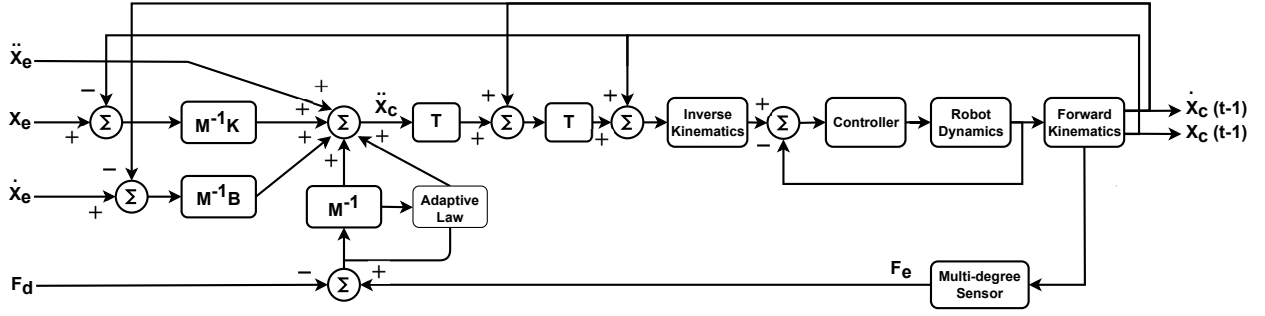 Ẍe
−
+
+
+
Ẍc
+
+
Xe
+
Σ
M⁻¹K
+
Σ
T
+
Σ
T
+
Σ
Inverse Kinematics
+
−
Σ
Controller
Robot Dynamics
Forward Kinematics
Ẋc (t-1)
Xc (t-1)
−
+
+
Ẋe
+
Σ
M⁻¹B
M⁻¹
Adaptive Law
Fd
−
+
Σ
Fe
Multi-degree Sensor